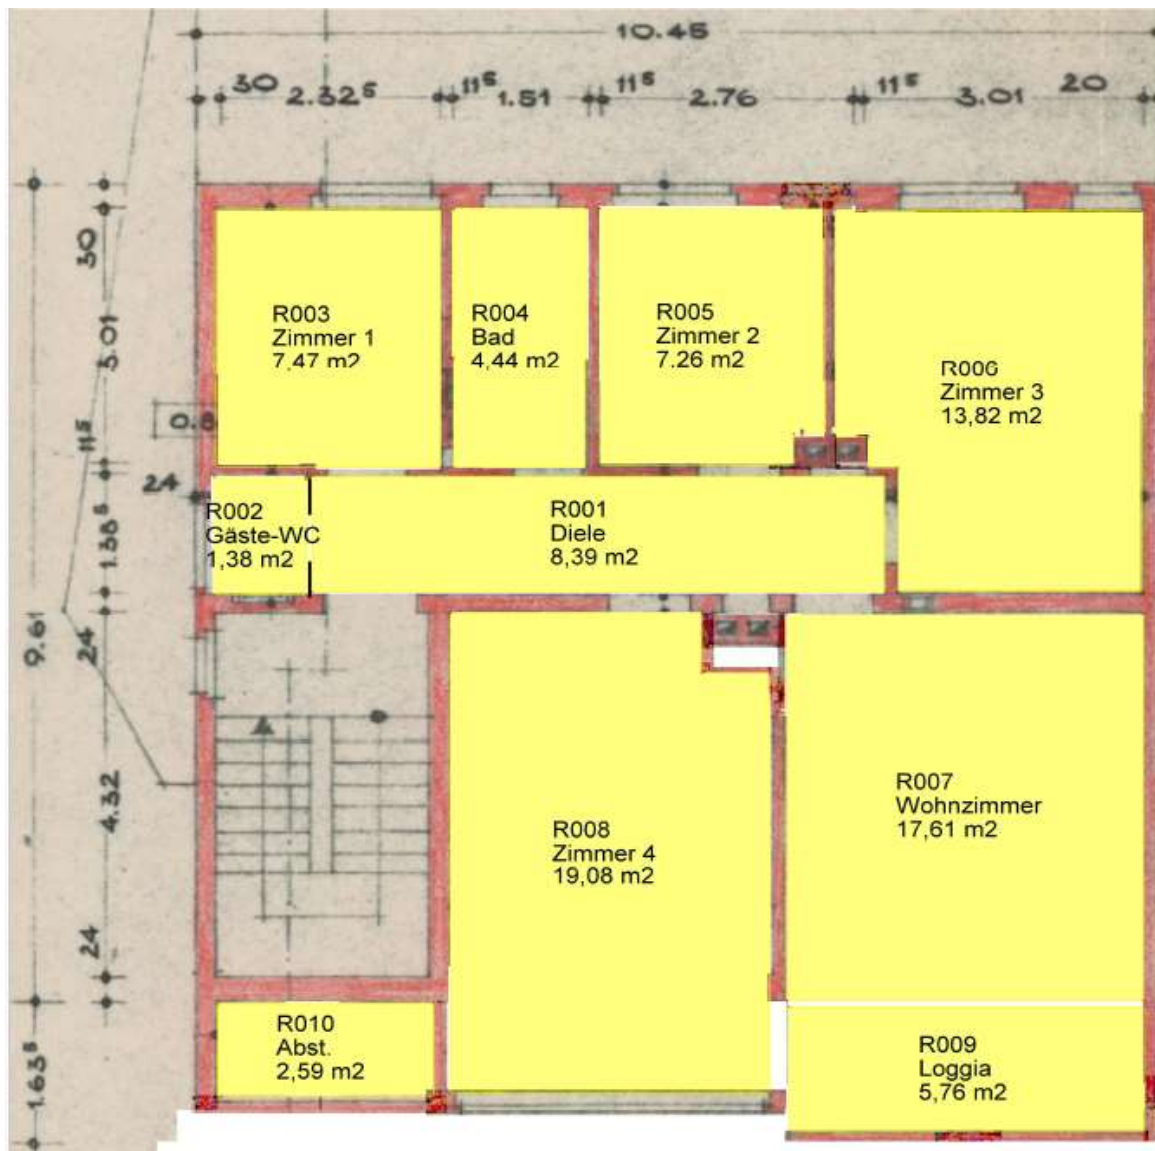 10.45
30 2.32⁵ 11⁵ 1.51 11⁵ 2.76 11⁵ 3.01 20
30
3.01
11⁵
24
1.38⁵
24
4.32
24
9.61
1.63⁵
0.8
R003
Zimmer 1
7,47 m2
R004
Bad
4,44 m2
R005
Zimmer 2
7,26 m2
R006
Zimmer 3
13,82 m2
R002
Gäste-WC
1,38 m2
R001
Diele
8,39 m2
R008
Zimmer 4
19,08 m2
R007
Wohnzimmer
17,61 m2
R010
Abst.
2,59 m2
R009
Loggia
5,76 m2